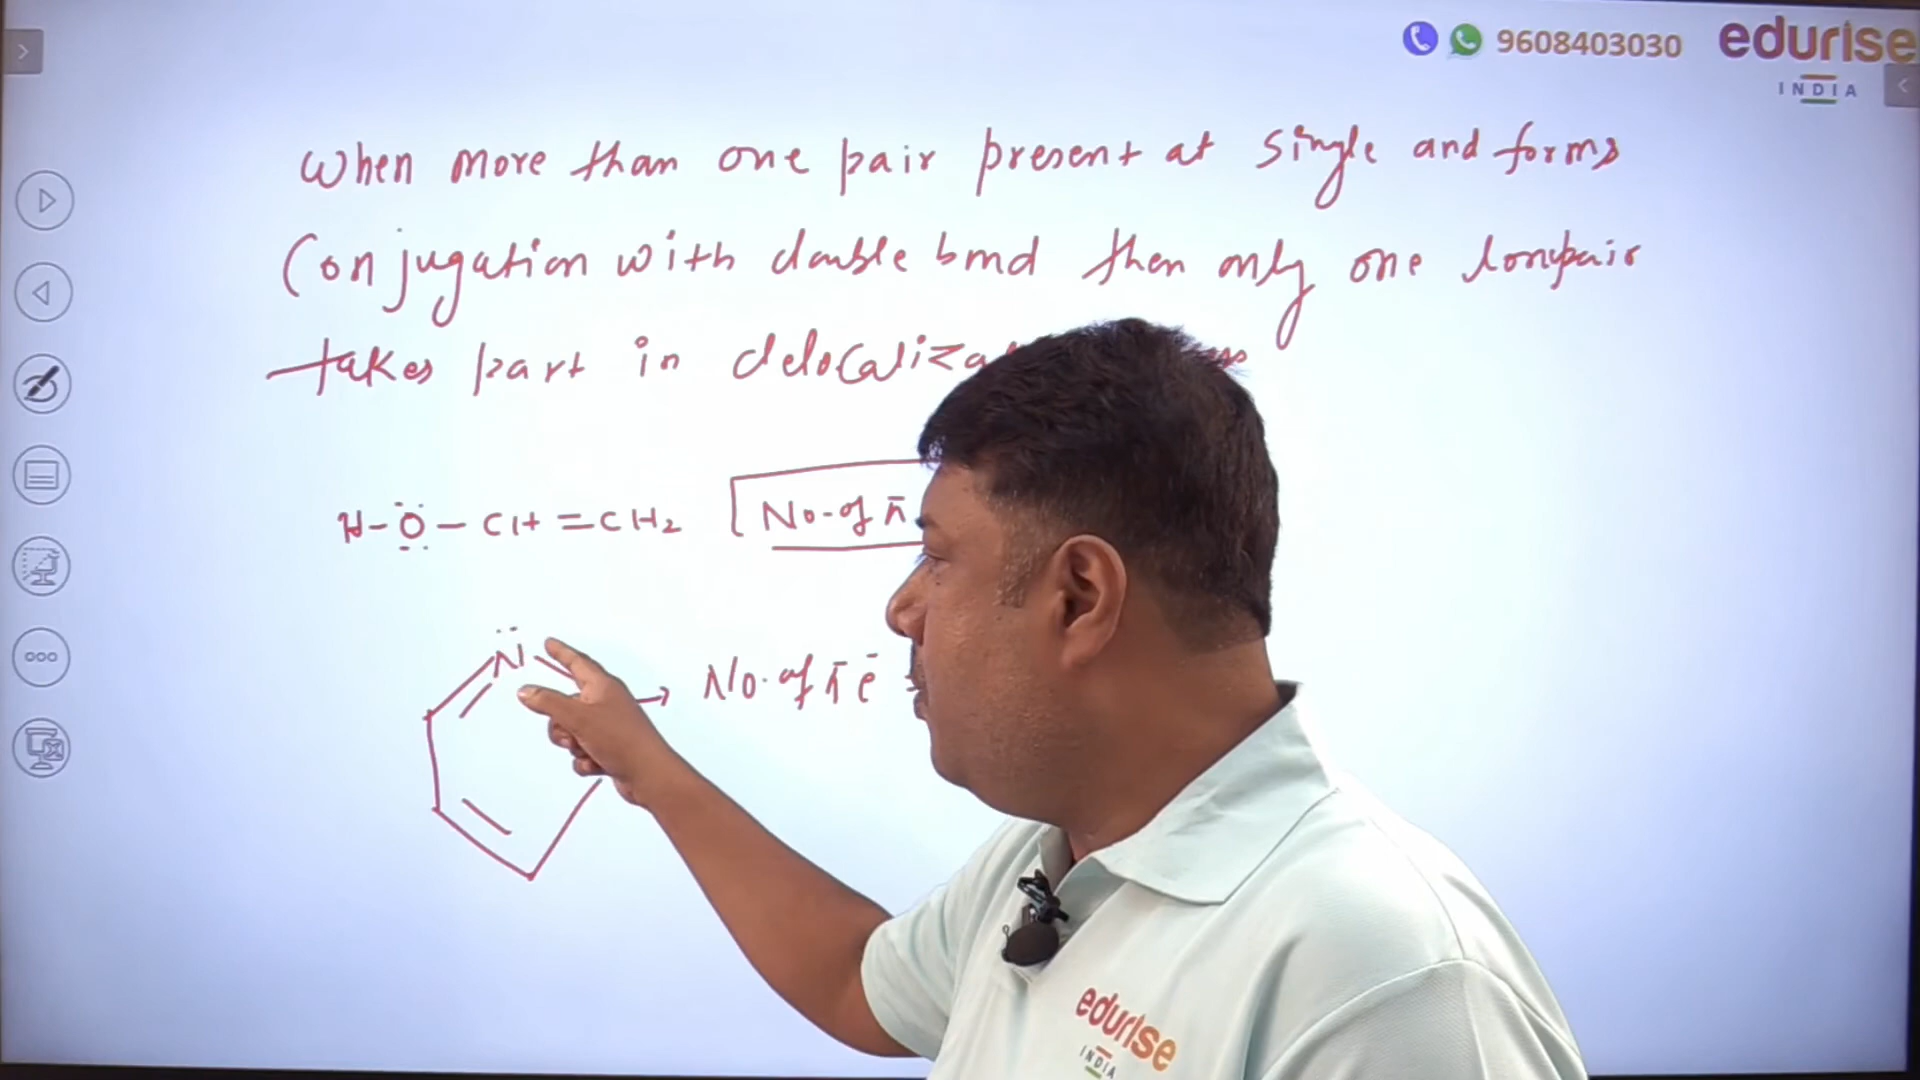 9608403030 edurise
INDIA
When more than one pair present at single and forms
Conjugation with double bond then only one lonepair
takes part in
H-Ö-CH=CH₂ No-of π
N̈ → No.of π ē
edurise
INDIA